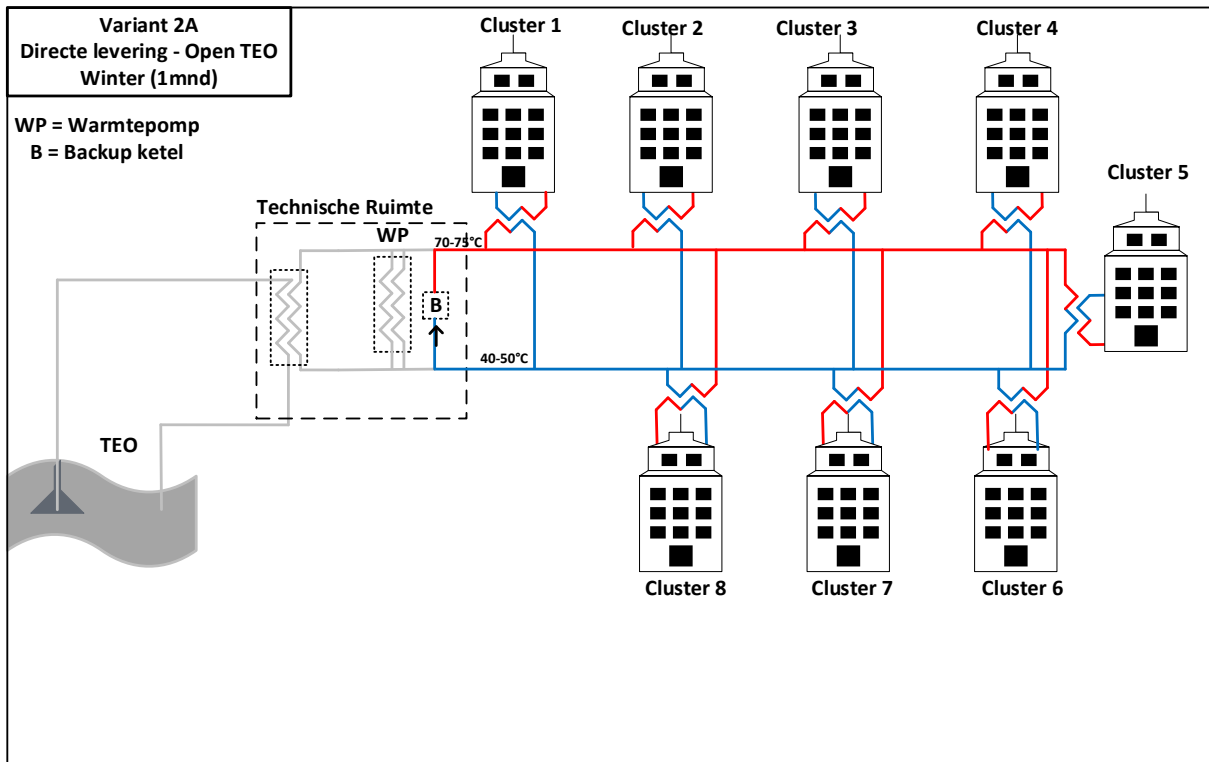 Variant 2A
Directe levering - Open TEO
Winter (1mnd)
WP = Warmtepomp
B = Backup ketel
Cluster 1
Cluster 2
Cluster 3
Cluster 4
Cluster 5
Technische Ruimte
WP
70-75°C
B
40-50°C
TEO
Cluster 8
Cluster 7
Cluster 6